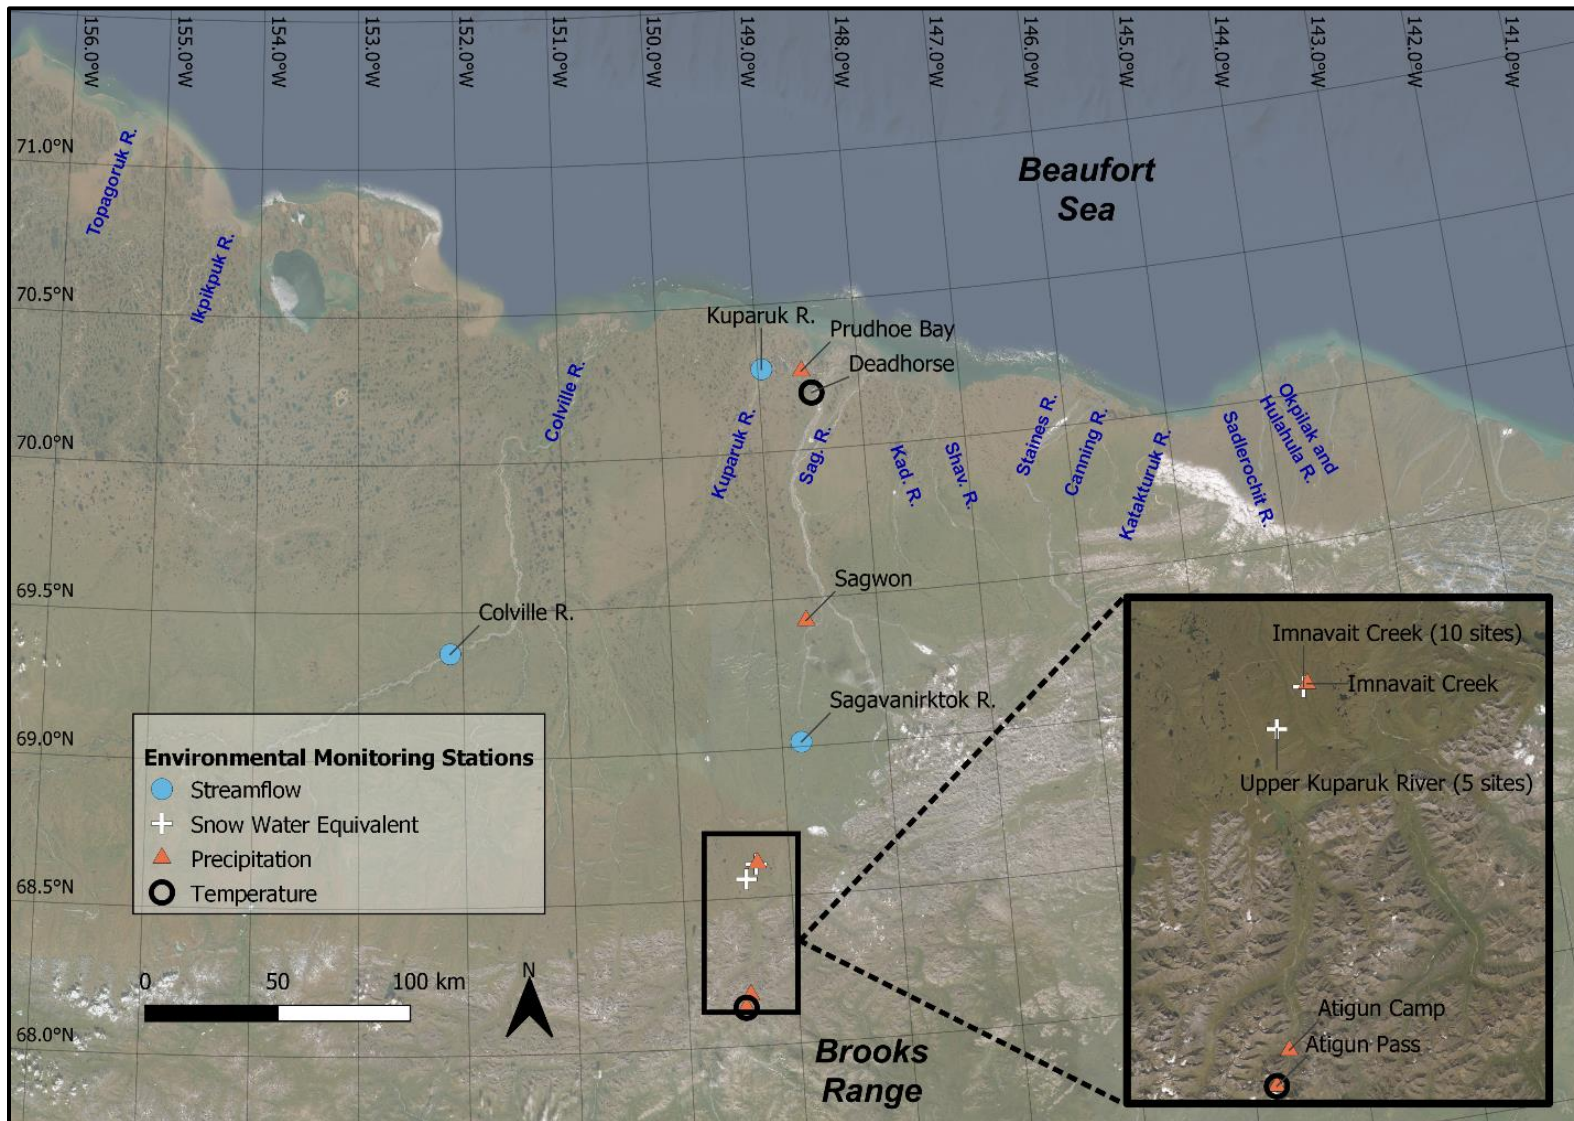 156.0°W
155.0°W
154.0°W
153.0°W
152.0°W
151.0°W
150.0°W
149.0°W
148.0°W
147.0°W
146.0°W
145.0°W
144.0°W
143.0°W
142.0°W
141.0°W
71.0°N
70.5°N
70.0°N
69.5°N
69.0°N
68.5°N
68.0°N
Beaufort
Sea
Topagoruk R.
Ikpikpuk R.
Colville R.
Kuparuk R.
Sag. R.
Kad. R.
Shav. R.
Staines R.
Canning R.
Katakturuk R.
Sadlerochit R.
Okpilak and
Hulahula R.
Kuparuk R.
Prudhoe Bay
Deadhorse
Sagwon
Colville R.
Sagavanirktok R.
Environmental Monitoring Stations
Streamflow
Snow Water Equivalent
Precipitation
Temperature
0 50 100 km
N
Brooks
Range
Imnavait Creek (10 sites)
Imnavait Creek
Upper Kuparuk River (5 sites)
Atigun Camp
Atigun Pass